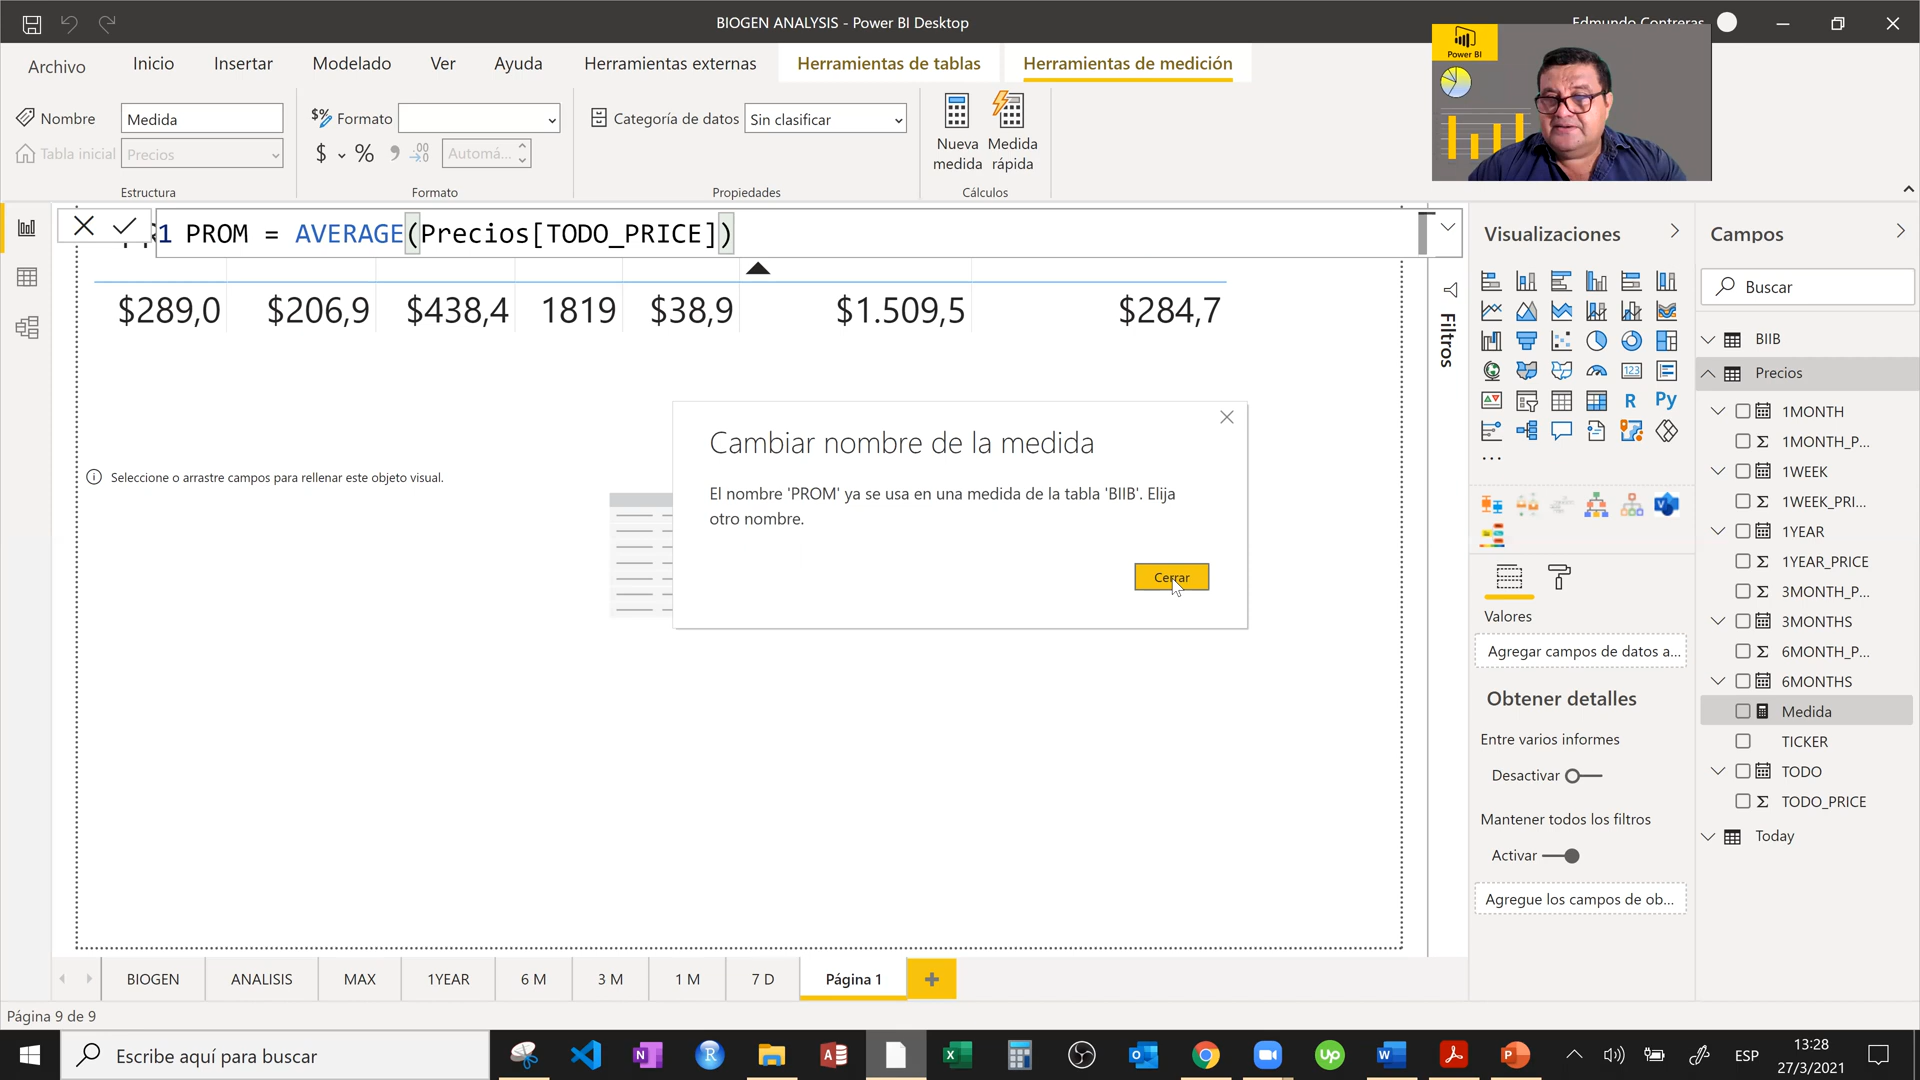 BIOGEN ANALYSIS - Power BI Desktop
Edmundo Contreras
Power BI
Archivo
Inicio
Insertar
Modelado
Ver
Ayuda
Herramientas externas
Herramientas de tablas
Herramientas de medición
Nombre
Medida
Formato
Categoría de datos
Sin clasificar
Tabla inicial
Precios
$
%
Automá...
Nueva medida
Medida rápida
Estructura
Formato
Propiedades
Cálculos
1 PROM = AVERAGE(Precios[TODO_PRICE])
$289,0
$206,9
$438,4
1819
$38,9
$1.509,5
$284,7
Seleccione o arrastre campos para rellenar este objeto visual.
Cambiar nombre de la medida
El nombre 'PROM' ya se usa en una medida de la tabla 'BIIB'. Elija
otro nombre.
Cerrar
Filtros
Visualizaciones
R
Py
123
...
Valores
Agregar campos de datos a...
Obtener detalles
Entre varios informes
Desactivar
Mantener todos los filtros
Activar
Agregue los campos de ob...
Campos
Buscar
BIIB
Precios
1MONTH
1MONTH_P...
1WEEK
1WEEK_PRI...
1YEAR
1YEAR_PRICE
3MONTH_P...
3MONTHS
6MONTH_P...
6MONTHS
Medida
TICKER
TODO
TODO_PRICE
Today
BIOGEN
ANALISIS
MAX
1YEAR
6 M
3 M
1 M
7 D
Página 1
Página 9 de 9
Escribe aquí para buscar
ESP
13:28
27/3/2021